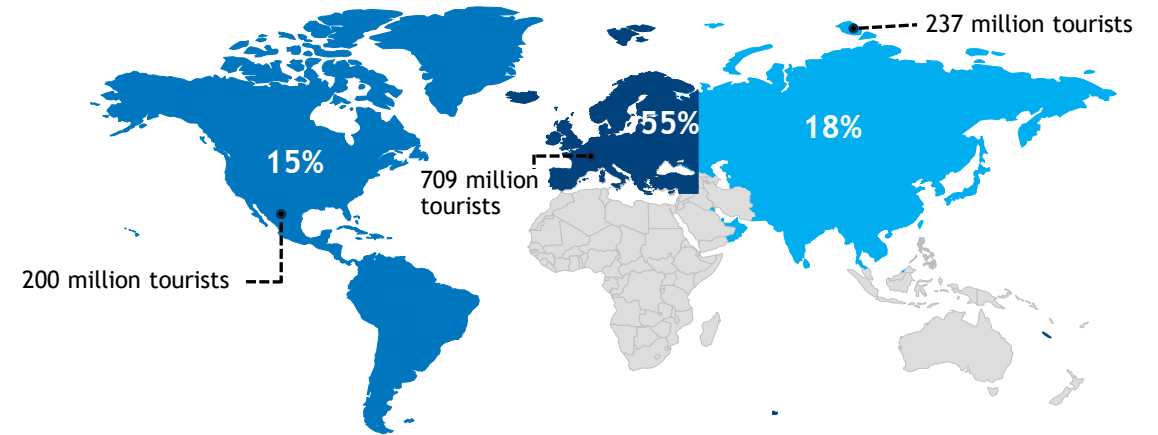 237 million tourists
55%
18%
15%
709 million
tourists
200 million tourists